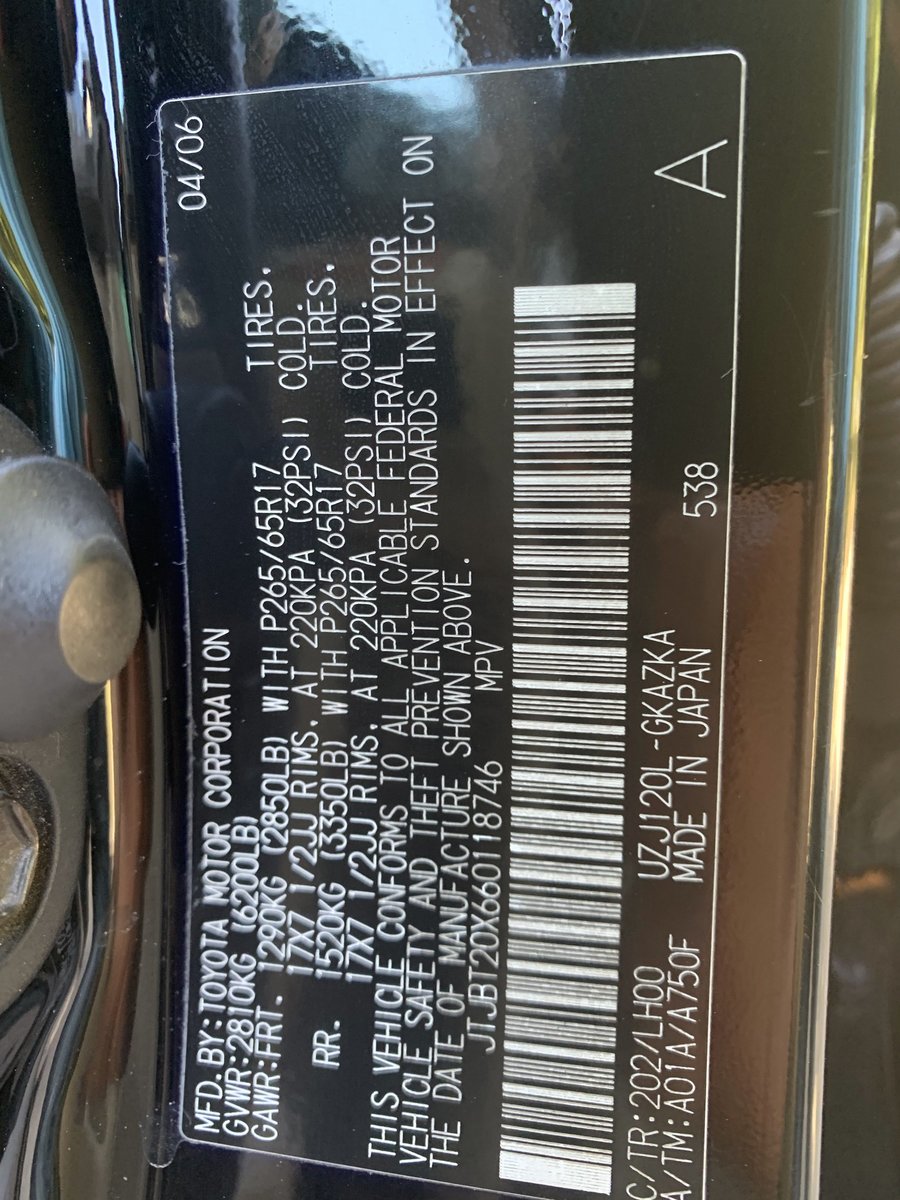 MFD.BY:TOYOTA MOTOR CORPORATION 04/06
GVWR:2810KG (6200LB)
GAWR:FRT. 1290KG (2850LB) WITH P265/65R17 TIRES.
17X7 1/2JJ RIMS. AT 220KPA (32PSI) COLD.
RR. 1520KG (3350LB) WITH P265/65R17 TIRES.
17X7 1/2JJ RIMS. AT 220KPA (32PSI) COLD.
THIS VEHICLE CONFORMS TO ALL APPLICABLE FEDERAL MOTOR
VEHICLE SAFETY AND THEFT PREVENTION STANDARDS IN EFFECT ON
THE DATE OF MANUFACTURE SHOWN ABOVE.
JTJBT20X660118746 MPV
C/TR:202/LH00 UZJ120L-GKAZKA
A/TM:A01A/A750F MADE IN JAPAN 538 A